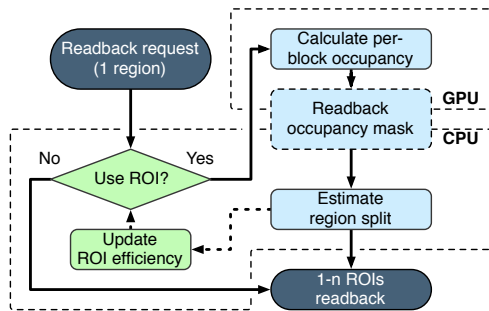 Readback request
(1 region)
Calculate per-
block occupancy
GPU
Readback
occupancy mask
CPU
No
Yes
Use ROI?
Estimate
region split
Update
ROI efficiency
1-n ROIs
readback